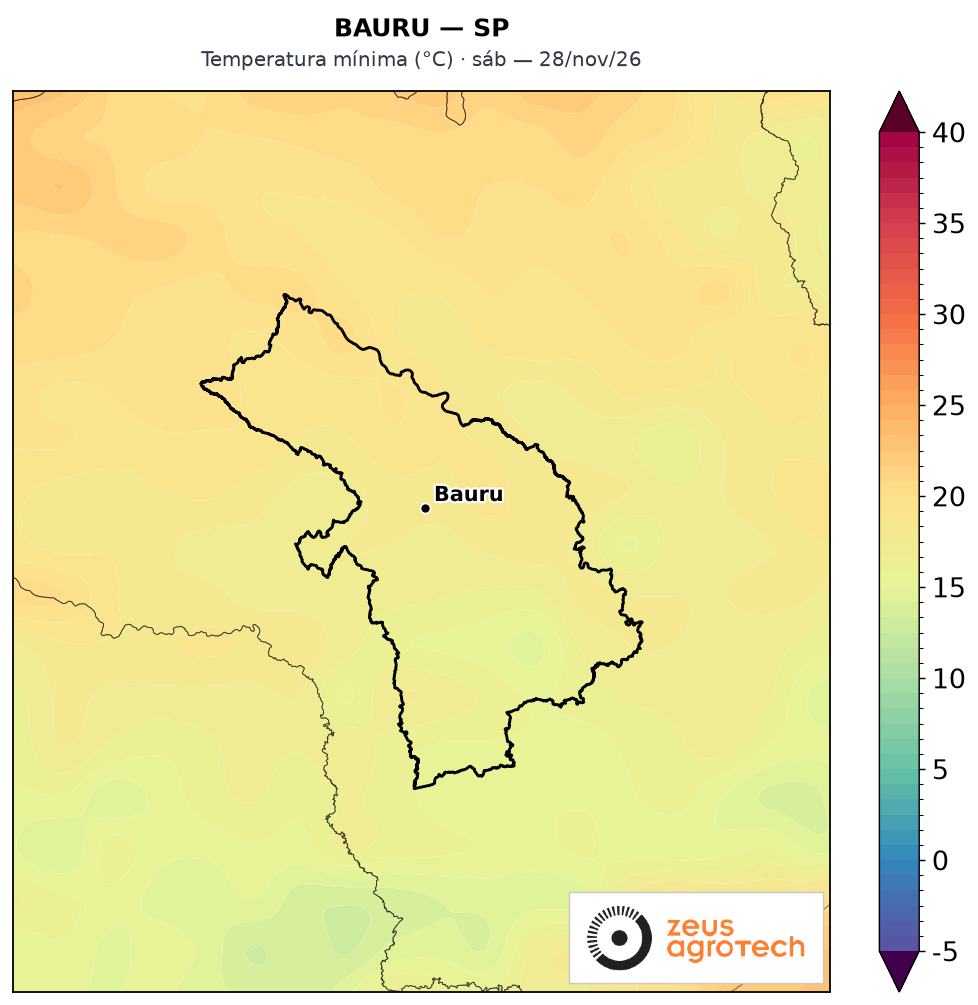 BAURU — SP
Temperatura mínima (°C) · sáb — 28/nov/26
40
35
30
25
20
15
10
5
0
-5
Bauru
zeus
agrotech